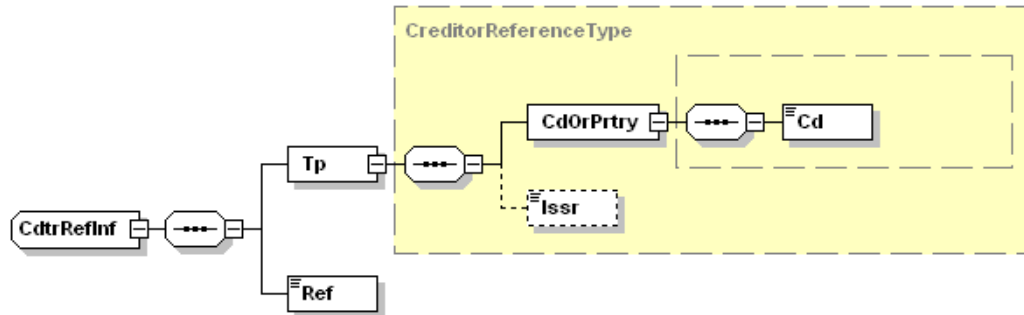 CreditorReferenceType
CdOrPrtry
Cd
Tp
Issr
CdtrRefInf
Ref